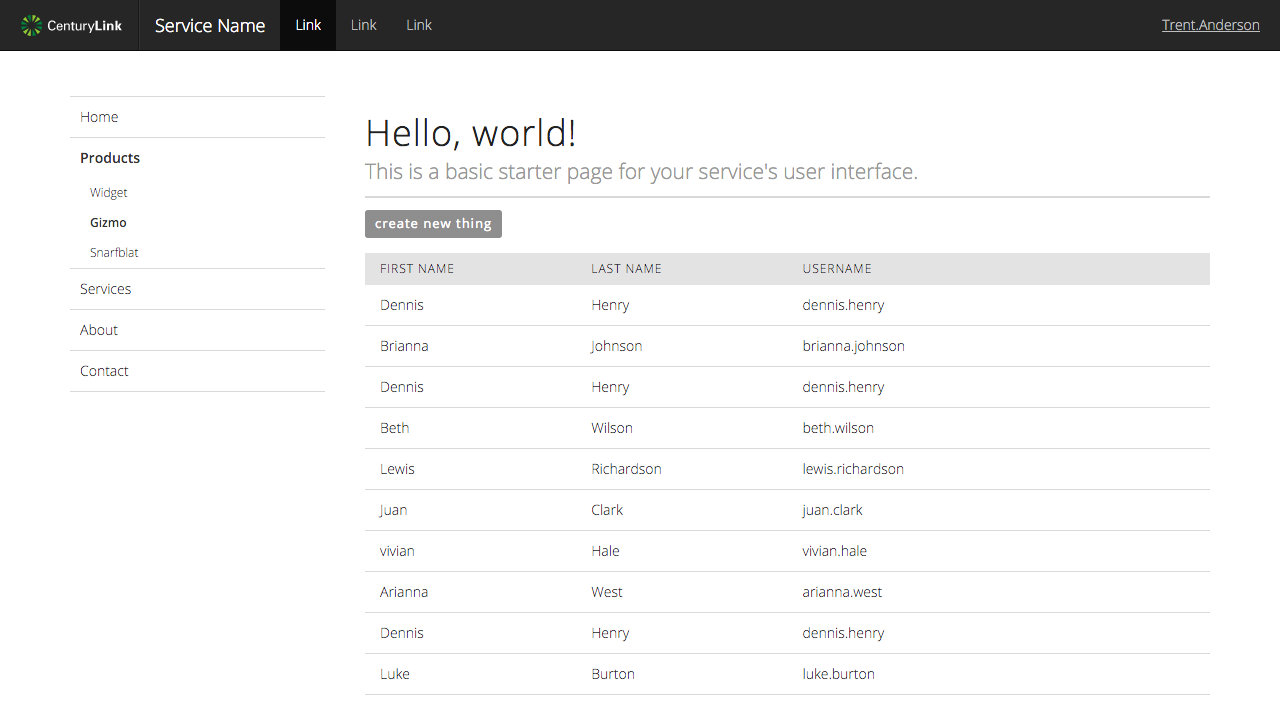 CenturyLink Service Name Link Link Link Trent.Anderson
Home
Products
Widget
Gizmo
Snarfblat
Services
About
Contact
Hello, world!
This is a basic starter page for your service's user interface.
create new thing
FIRST NAME LAST NAME USERNAME
Dennis Henry dennis.henry
Brianna Johnson brianna.johnson
Dennis Henry dennis.henry
Beth Wilson beth.wilson
Lewis Richardson lewis.richardson
Juan Clark juan.clark
vivian Hale vivian.hale
Arianna West arianna.west
Dennis Henry dennis.henry
Luke Burton luke.burton